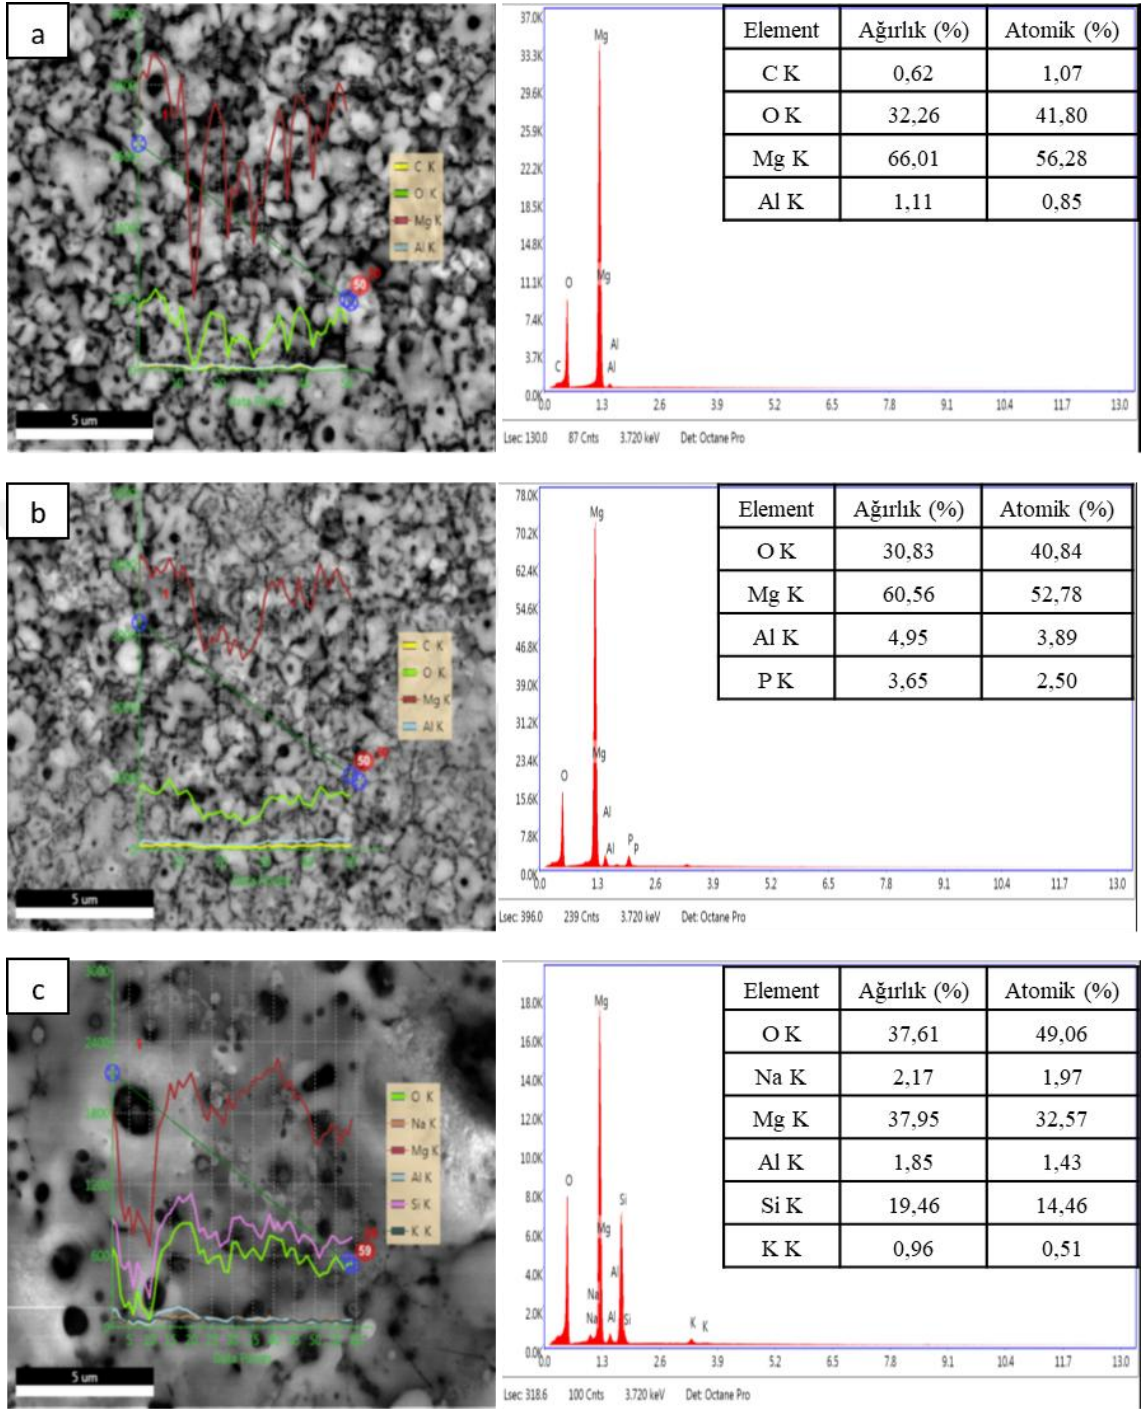 a
C K
O K
Mg K
Al K
50
5 um
37.0K
33.3K
29.6K
25.9K
22.2K
18.5K
14.8K
11.1K
7.4K
3.7K
0.0K
Mg
O
Mg
Al
C
Al
0.0 1.3 2.6 3.9 5.2 6.5 7.8 9.1 10.4 11.7 13.0
Lsec: 130.0 87 Cnts 3.720 keV Det: Octane Pro
Element Ağırlık (%) Atomik (%)
C K 0,62 1,07
O K 32,26 41,80
Mg K 66,01 56,28
Al K 1,11 0,85
b
C K
O K
Mg K
Al K
50
5 um
78.0K
70.2K
62.4K
54.6K
46.8K
39.0K
31.2K
23.4K
15.6K
7.8K
0.0K
Mg
Mg
O
Al
Al
P
P
0.0 1.3 2.6 3.9 5.2 6.5 7.8 9.1 10.4 11.7 13.0
Lsec: 396.0 239 Cnts 3.720 keV Det: Octane Pro
Element Ağırlık (%) Atomik (%)
O K 30,83 40,84
Mg K 60,56 52,78
Al K 4,95 3,89
P K 3,65 2,50
c
3000
2400
1800
1200
600
O K
Na K
Mg K
Al K
Si K
K K
59
Data Points
5 um
18.0K
16.0K
14.0K
12.0K
10.0K
8.0K
6.0K
4.0K
2.0K
0.0K
Mg
O
Si
Mg
Al
Na
Na
Al
Si
K
K
0.0 1.3 2.6 3.9 5.2 6.5 7.8 9.1 10.4 11.7 13.0
Lsec: 318.6 100 Cnts 3.720 keV Det: Octane Pro
Element Ağırlık (%) Atomik (%)
O K 37,61 49,06
Na K 2,17 1,97
Mg K 37,95 32,57
Al K 1,85 1,43
Si K 19,46 14,46
K K 0,96 0,51